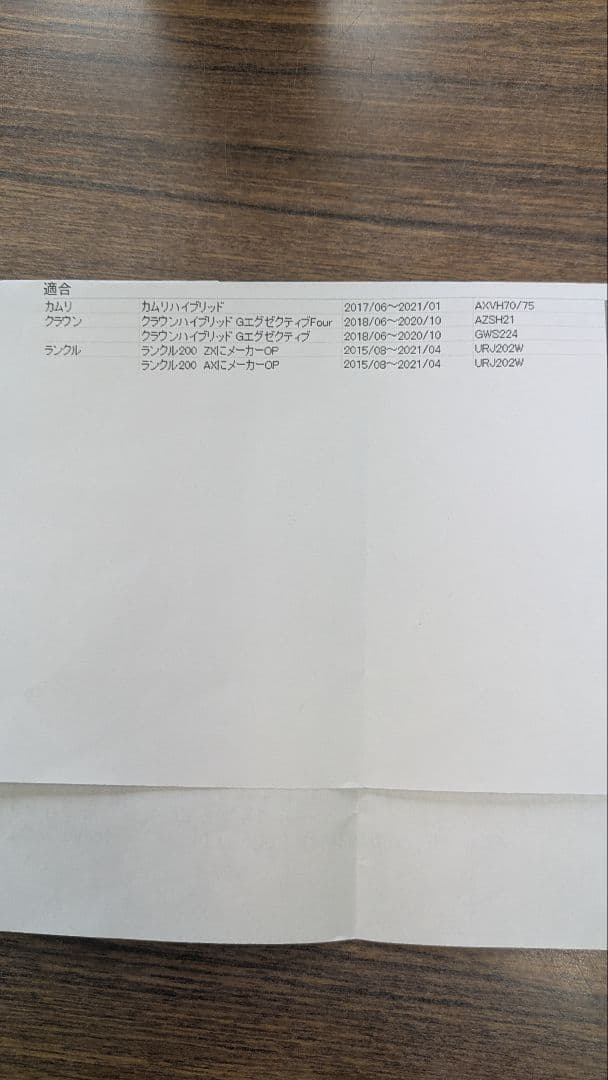 適合
カムリ カムリハイブリッド 2017/06～2021/01 AXVH70/75
クラウン クラウンハイブリッド GエグゼクティブFour 2018/06～2020/10 AZSH21
クラウンハイブリッド Gエグゼクティブ 2018/06～2020/10 GWS224
ランクル ランクル200 ZXにメーカーOP 2015/08～2021/04 URJ202W
ランクル200 AXにメーカーOP 2015/08～2021/04 URJ202W